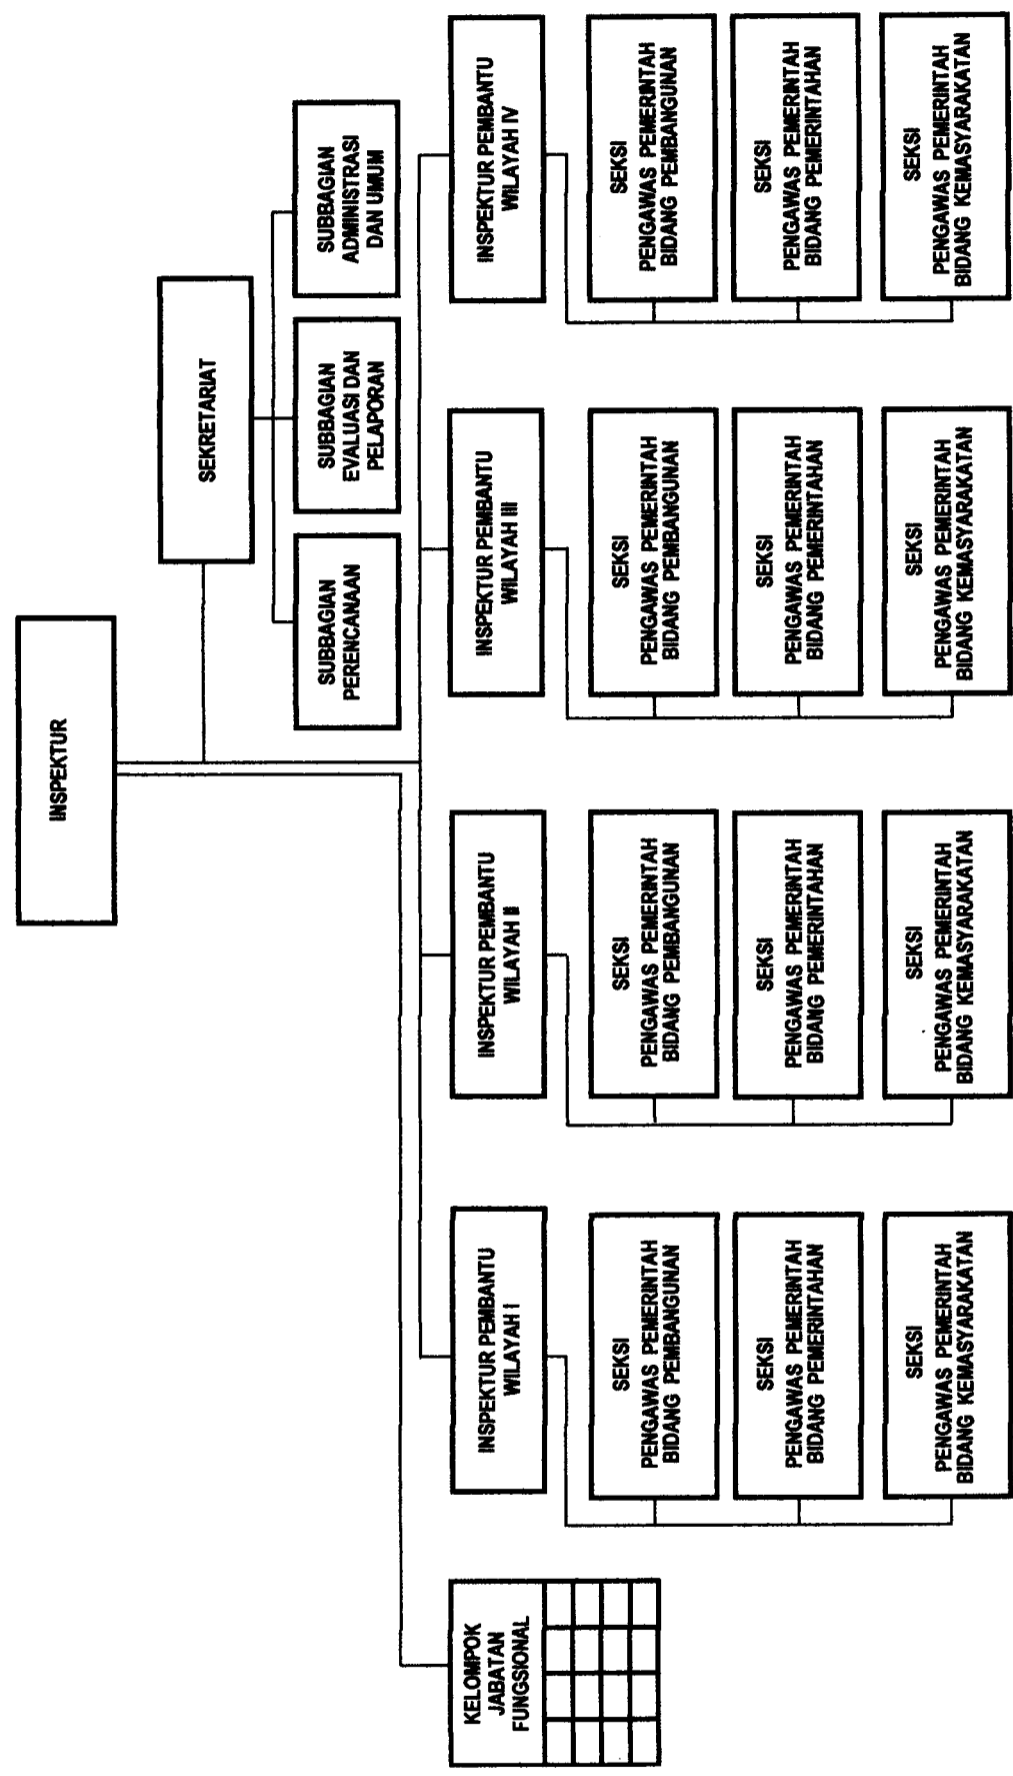 INSPEKTUR
SEKRETARIAT
SUBBAGIAN
PERENCANAAN
SUBBAGIAN
EVALUASI DAN
PELAPORAN
SUBBAGIAN
ADMINISTRASI
DAN UMUM
KELOMPOK
JABATAN
FUNGSIONAL
INSPEKTUR PEMBANTU
WILAYAH I
SEKSI
PENGAWAS PEMERINTAH
BIDANG PEMBANGUNAN
SEKSI
PENGAWAS PEMERINTAH
BIDANG PEMERINTAHAN
SEKSI
PENGAWAS PEMERINTAH
BIDANG KEMASYARAKATAN
INSPEKTUR PEMBANTU
WILAYAH II
SEKSI
PENGAWAS PEMERINTAH
BIDANG PEMBANGUNAN
SEKSI
PENGAWAS PEMERINTAH
BIDANG PEMERINTAHAN
SEKSI
PENGAWAS PEMERINTAH
BIDANG KEMASYARAKATAN
INSPEKTUR PEMBANTU
WILAYAH III
SEKSI
PENGAWAS PEMERINTAH
BIDANG PEMBANGUNAN
SEKSI
PENGAWAS PEMERINTAH
BIDANG PEMERINTAHAN
SEKSI
PENGAWAS PEMERINTAH
BIDANG KEMASYARAKATAN
INSPEKTUR PEMBANTU
WILAYAH IV
SEKSI
PENGAWAS PEMERINTAH
BIDANG PEMBANGUNAN
SEKSI
PENGAWAS PEMERINTAH
BIDANG PEMERINTAHAN
SEKSI
PENGAWAS PEMERINTAH
BIDANG KEMASYARAKATAN